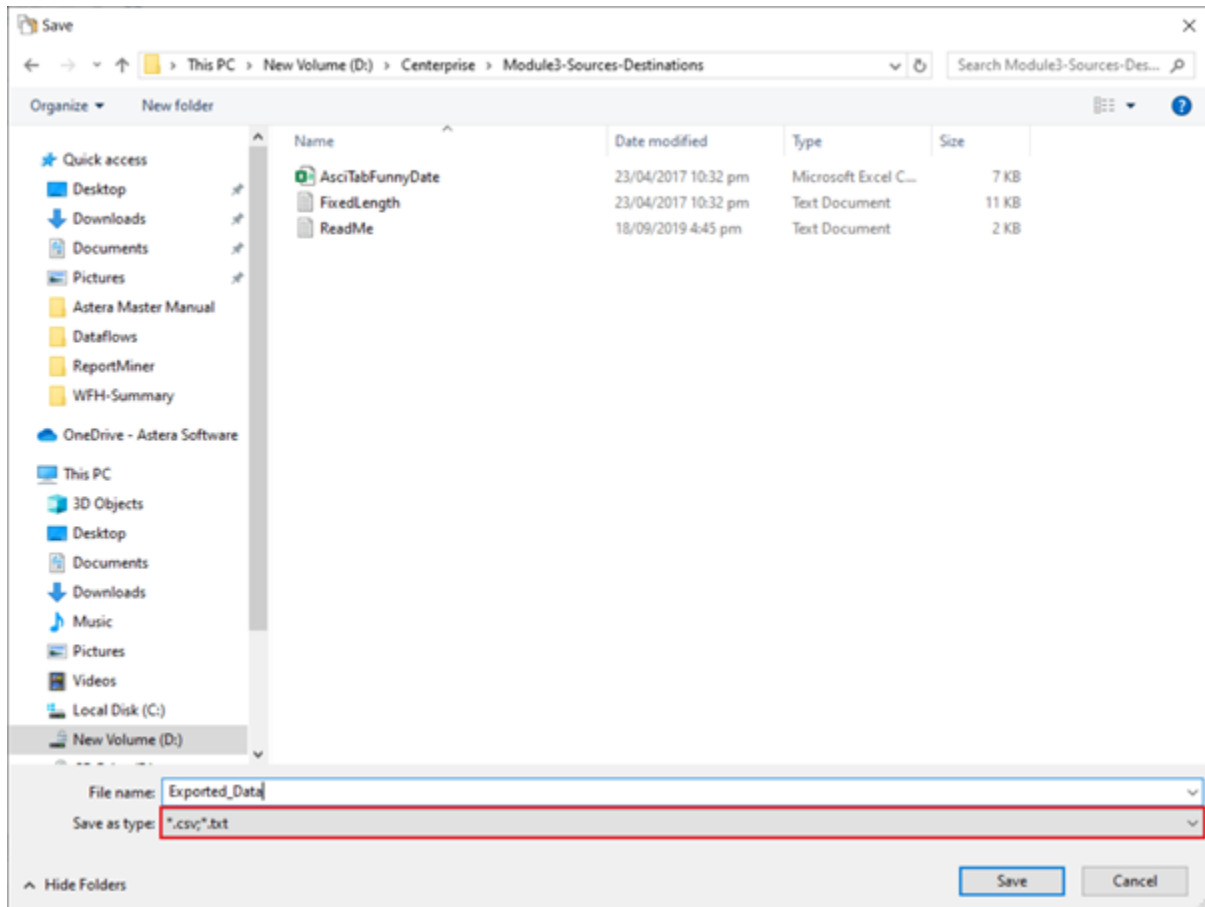 Save
This PC > New Volume (D:) > Centerprise > Module3-Sources-Destinations
Search Module3-Sources-Des...
Organize
New folder
Name Date modified Type Size
AsciTabFunnyDate 23/04/2017 10:32 pm Microsoft Excel C... 7 KB
FixedLength 23/04/2017 10:32 pm Text Document 11 KB
ReadMe 18/09/2019 4:45 pm Text Document 2 KB
Quick access
Desktop
Downloads
Documents
Pictures
Astera Master Manual
Dataflows
ReportMiner
WFH-Summary
OneDrive - Astera Software
This PC
3D Objects
Desktop
Documents
Downloads
Music
Pictures
Videos
Local Disk (C:)
New Volume (D:)
File name: Exported_Data
Save as type: *.csv;*.txt
Hide Folders
Save
Cancel